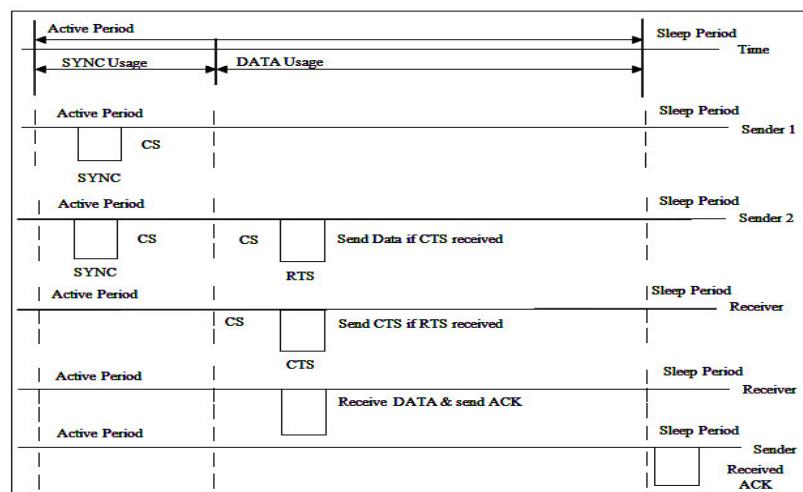 Active Period
Sleep Period
Time
SYNC Usage
DATA Usage
Active Period
Sleep Period
Sender 1
CS
SYNC
Active Period
Sleep Period
Sender 2
CS
CS
Send Data if CTS received
SYNC
RTS
Active Period
Sleep Period
Receiver
CS
Send CTS if RTS received
CTS
Active Period
Sleep Period
Receiver
Receive DATA & send ACK
Active Period
Sleep Period
Sender
Received
ACK